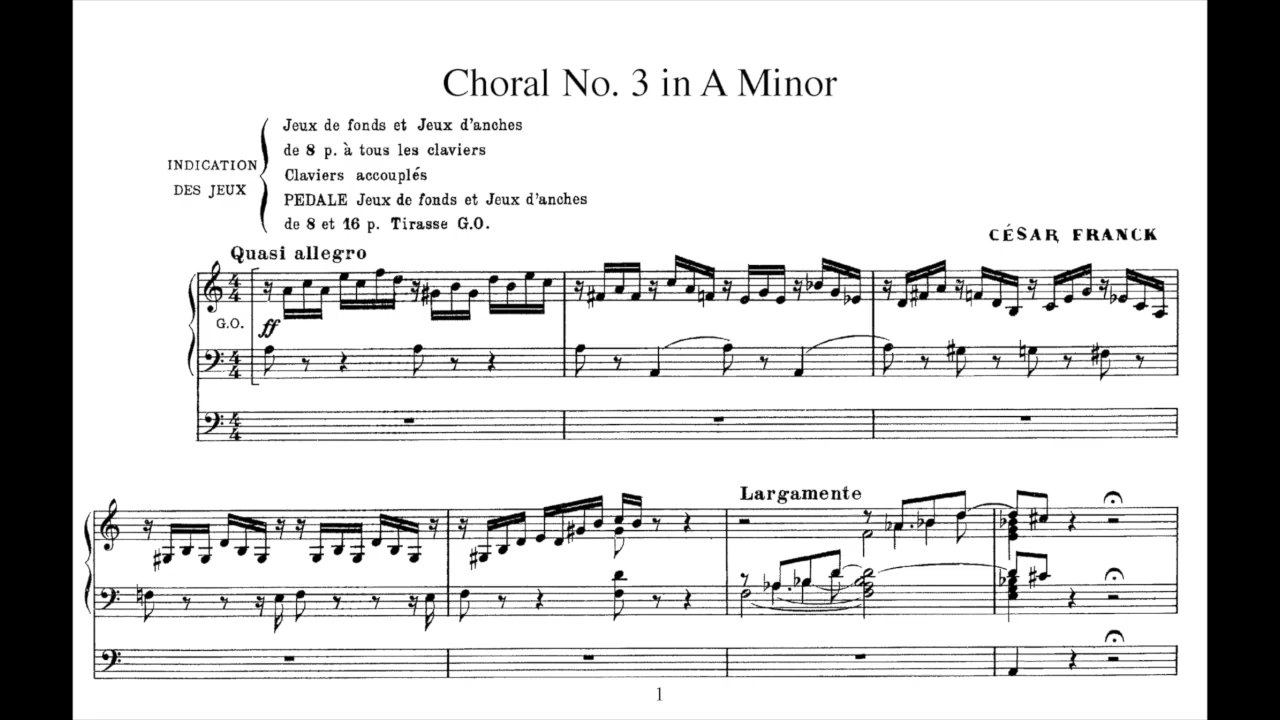 Choral No. 3 in A Minor
INDICATION
DES JEUX
Jeux de fonds et Jeux d'anches
de 8 p. à tous les claviers
Claviers accouplés
PEDALE Jeux de fonds et Jeux d'anches
de 8 et 16 p. Tirasse G.O.
CÉSAR FRANCK
Quasi allegro
G.O.
ff
Largamente
1